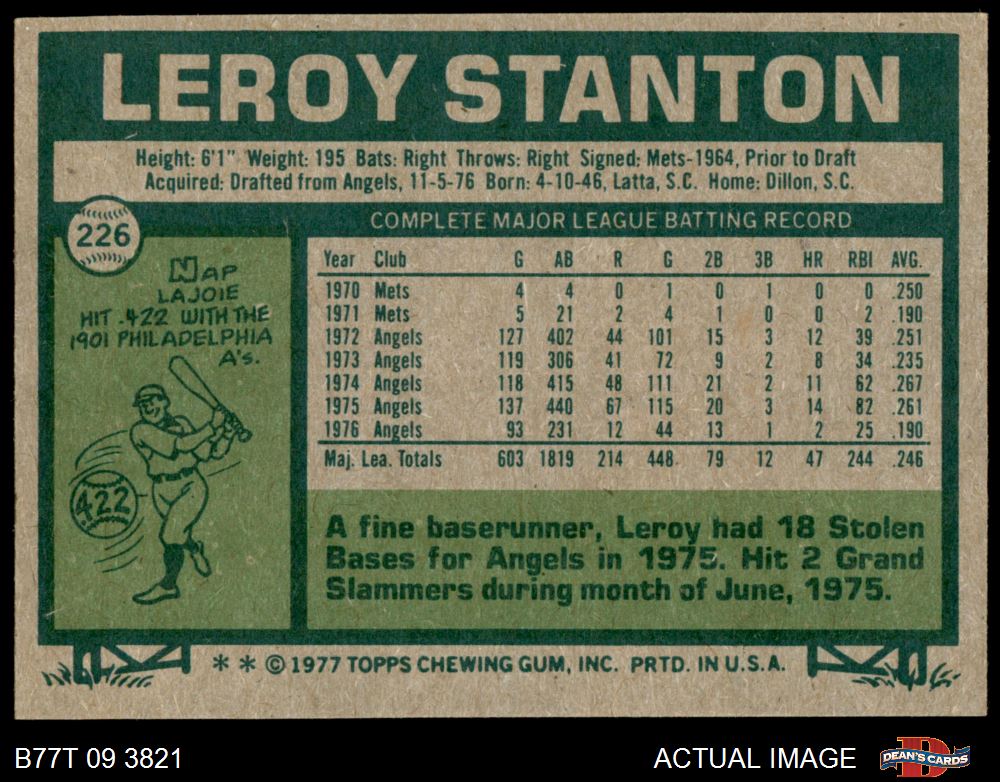 LEROY STANTON
Height: 6'1" Weight: 195 Bats: Right Throws: Right Signed: Mets-1964, Prior to Draft
Acquired: Drafted from Angels, 11-5-76 Born: 4-10-46, Latta, S.C. Home: Dillon, S.C.
226
COMPLETE MAJOR LEAGUE BATTING RECORD
NAP
LAJOIE
HIT .422 WITH THE
1901 PHILADELPHIA
A's.
.422
Year Club G AB R G 2B 3B HR RBI AVG.
1970 Mets 4 4 0 1 0 1 0 0 .250
1971 Mets 5 21 2 4 1 0 0 2 .190
1972 Angels 127 402 44 101 15 3 12 39 .251
1973 Angels 119 306 41 72 9 2 8 34 .235
1974 Angels 118 415 48 111 21 2 11 62 .267
1975 Angels 137 440 67 115 20 3 14 82 .261
1976 Angels 93 231 12 44 13 1 2 25 .190
Maj. Lea. Totals 603 1819 214 448 79 12 47 244 .246
A fine baserunner, Leroy had 18 Stolen
Bases for Angels in 1975. Hit 2 Grand
Slammers during month of June, 1975.
* * © 1977 TOPPS CHEWING GUM, INC. PRTD. IN U.S.A.
B77T 09 3821
ACTUAL IMAGE
DEAN'S CARDS